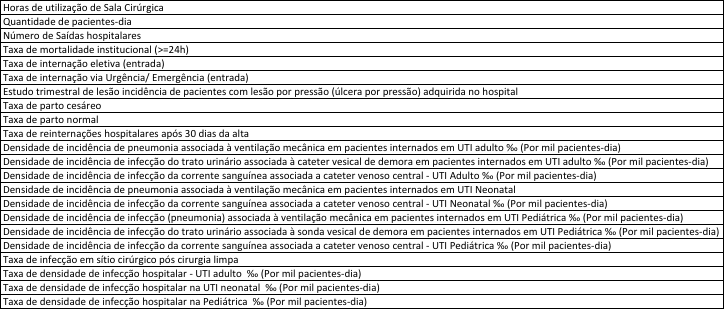 Horas de utilização de Sala Cirúrgica
Quantidade de pacientes-dia
Número de Saídas hospitalares
Taxa de mortalidade institucional (>=24h)
Taxa de internação eletiva (entrada)
Taxa de internação via Urgência/ Emergência (entrada)
Estudo trimestral de lesão incidência de pacientes com lesão por pressão (úlcera por pressão) adquirida no hospital
Taxa de parto cesáreo
Taxa de parto normal
Taxa de reinternações hospitalares após 30 dias da alta
Densidade de incidência de pneumonia associada à ventilação mecânica em pacientes internados em UTI adulto ‰ (Por mil pacientes-dia)
Densidade de incidência de infecção do trato urinário associada à cateter vesical de demora em pacientes internados em UTI adulto ‰ (Por mil pacientes-dia)
Densidade de incidência de infecção da corrente sanguínea associada a cateter venoso central - UTI Adulto ‰ (Por mil pacientes-dia)
Densidade de incidência de pneumonia associada à ventilação mecânica em pacientes internados em UTI Neonatal
Densidade de incidência de infecção da corrente sanguínea associada a cateter venoso central - UTI Neonatal ‰ (Por mil pacientes-dia)
Densidade de incidência de infecção (pneumonia) associada à ventilação mecânica em pacientes internados em UTI Pediátrica ‰ (Por mil pacientes-dia)
Densidade de incidência de infecção do trato urinário associada à sonda vesical de demora em pacientes internados em UTI Pediátrica ‰ (Por mil pacientes-dia)
Densidade de incidência de infecção da corrente sanguínea associada a cateter venoso central - UTI Pediátrica ‰ (Por mil pacientes-dia)
Taxa de infecção em sítio cirúrgico pós cirurgia limpa
Taxa de densidade de infecção hospitalar - UTI adulto ‰ (Por mil pacientes-dia)
Taxa de densidade de infecção hospitalar na UTI neonatal ‰ (Por mil pacientes-dia)
Taxa de densidade de infecção hospitalar na Pediátrica ‰ (Por mil pacientes-dia)